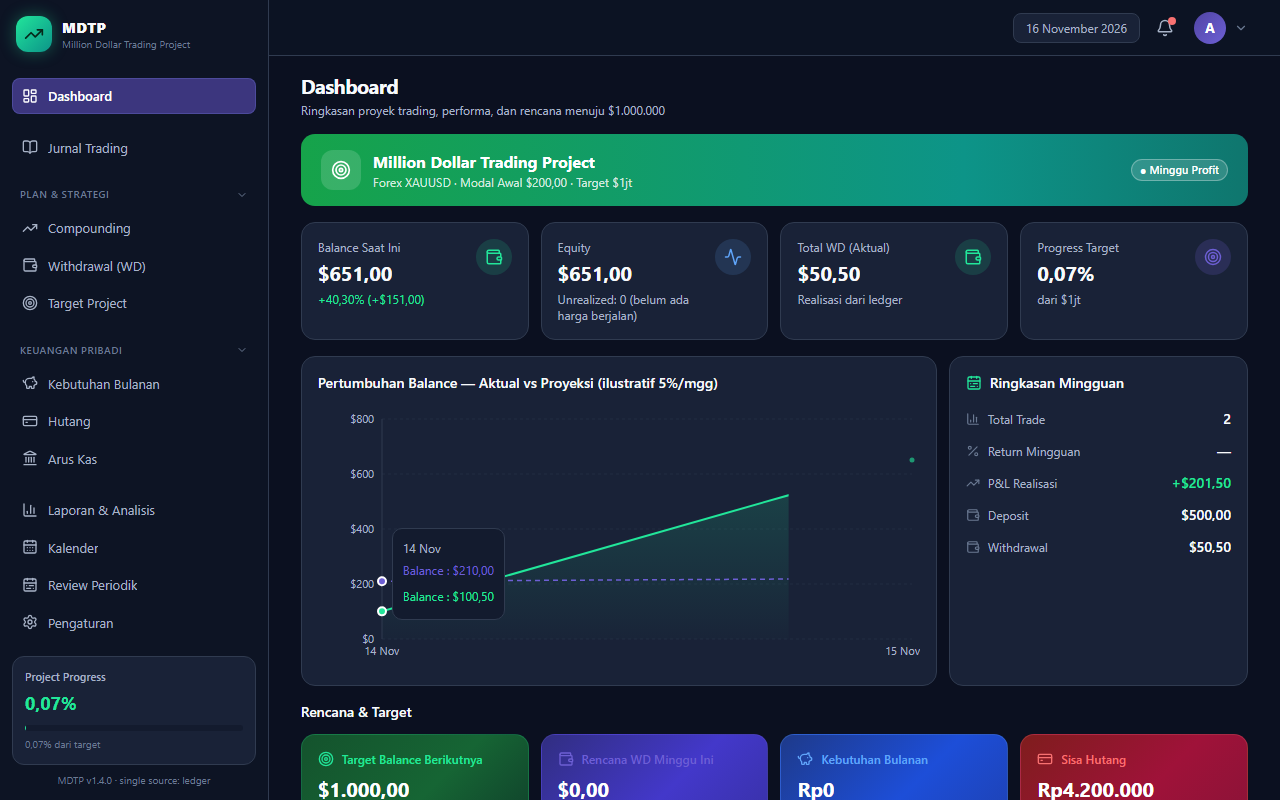 MDTP
Million Dollar Trading Project
Dashboard
Jurnal Trading
PLAN & STRATEGI
Compounding
Withdrawal (WD)
Target Project
KEUANGAN PRIBADI
Kebutuhan Bulanan
Hutang
Arus Kas
Laporan & Analisis
Kalender
Review Periodik
Pengaturan
Project Progress
0,07%
0,07% dari target
MDTP v1.4.0 · single source: ledger
16 November 2026
A
Dashboard
Ringkasan proyek trading, performa, dan rencana menuju $1.000.000
Million Dollar Trading Project
Forex XAUUSD · Modal Awal $200,00 · Target $1jt
● Minggu Profit
Balance Saat Ini
$651,00
+40,30% (+$151,00)
Equity
$651,00
Unrealized: 0 (belum ada
harga berjalan)
Total WD (Aktual)
$50,50
Realisasi dari ledger
Progress Target
0,07%
dari $1jt
Pertumbuhan Balance — Aktual vs Proyeksi (ilustratif 5%/mgg)
$800
$600
$400
$200
$0
14 Nov
15 Nov
14 Nov
Balance : $210,00
Balance : $100,50
Ringkasan Mingguan
Total Trade 2
Return Mingguan —
P&L Realisasi +$201,50
Deposit $500,00
Withdrawal $50,50
Rencana & Target
Target Balance Berikutnya
$1.000,00
Rencana WD Minggu Ini
$0,00
Kebutuhan Bulanan
Rp0
Sisa Hutang
Rp4.200.000